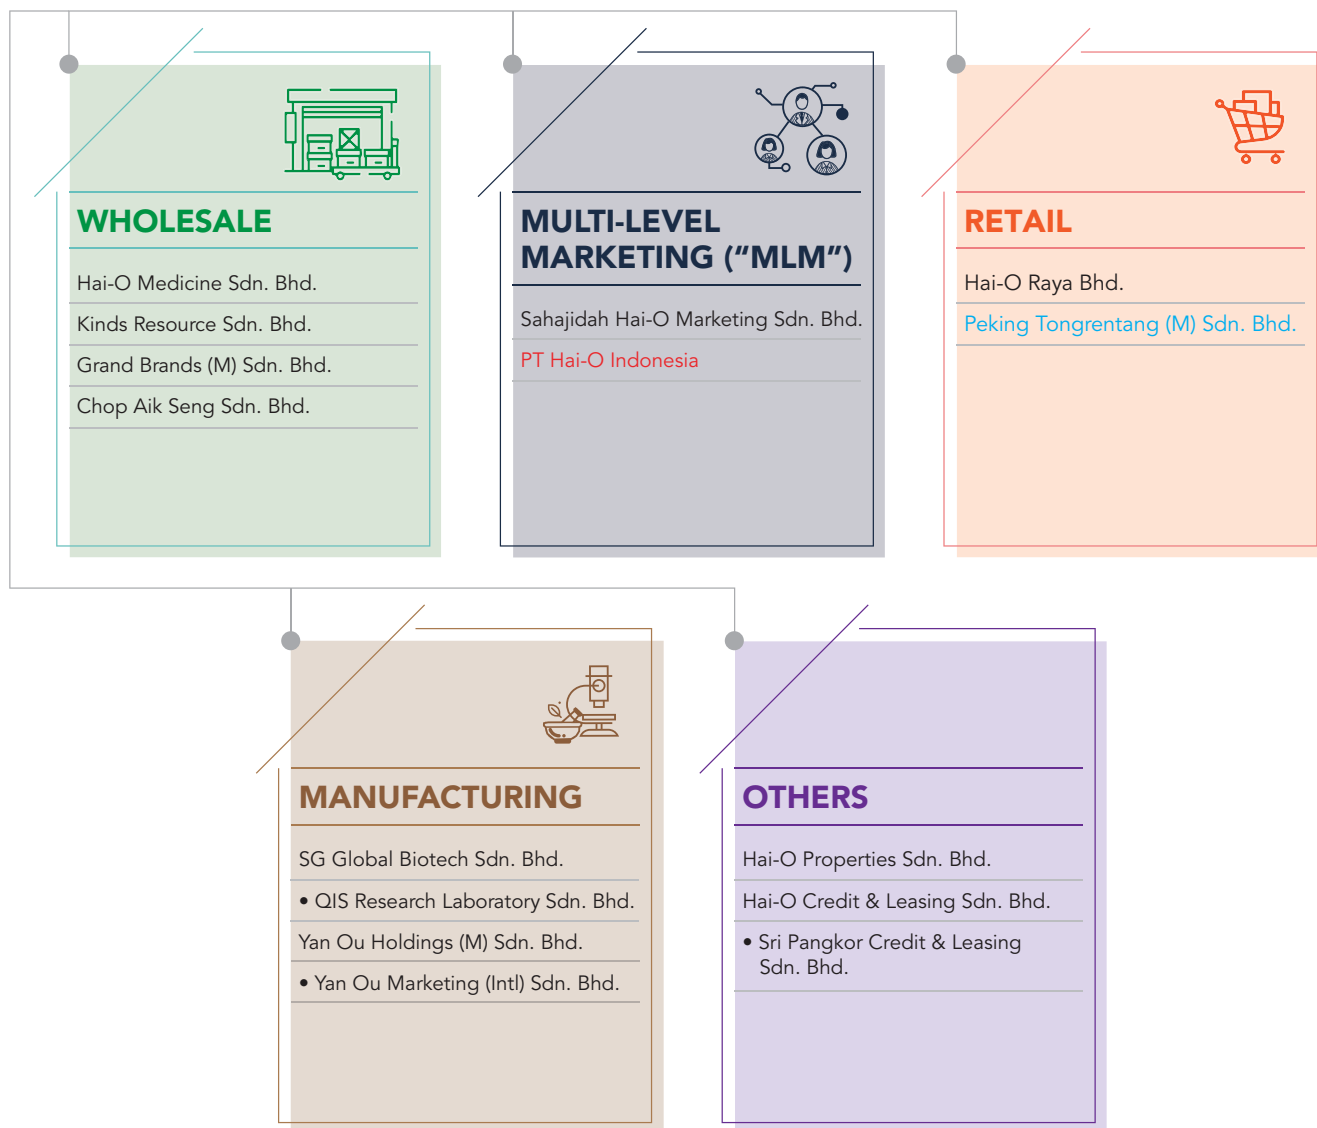 WHOLESALE
Hai-O Medicine Sdn. Bhd.
Kinds Resource Sdn. Bhd.
Grand Brands (M) Sdn. Bhd.
Chop Aik Seng Sdn. Bhd.
MULTI-LEVEL
MARKETING (“MLM”)
Sahajidah Hai-O Marketing Sdn. Bhd.
PT Hai-O Indonesia
RETAIL
Hai-O Raya Bhd.
Peking Tongrentang (M) Sdn. Bhd.
MANUFACTURING
SG Global Biotech Sdn. Bhd.
• QIS Research Laboratory Sdn. Bhd.
Yan Ou Holdings (M) Sdn. Bhd.
• Yan Ou Marketing (Intl) Sdn. Bhd.
OTHERS
Hai-O Properties Sdn. Bhd.
Hai-O Credit & Leasing Sdn. Bhd.
• Sri Pangkor Credit & Leasing
Sdn. Bhd.